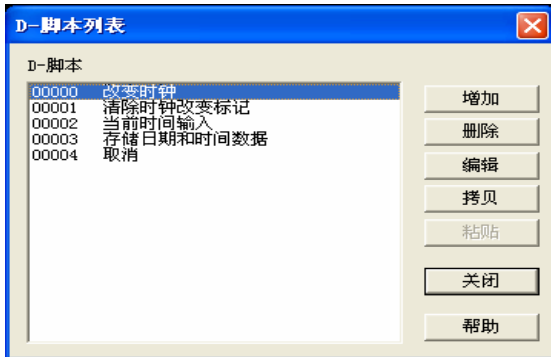 D-脚本列表
D-脚本
00000 改变时钟
00001 清除时钟改变标记
00002 当前时间输入
00003 存储日期和时间数据
00004 取消
增加
删除
编辑
拷贝
粘贴
关闭
帮助